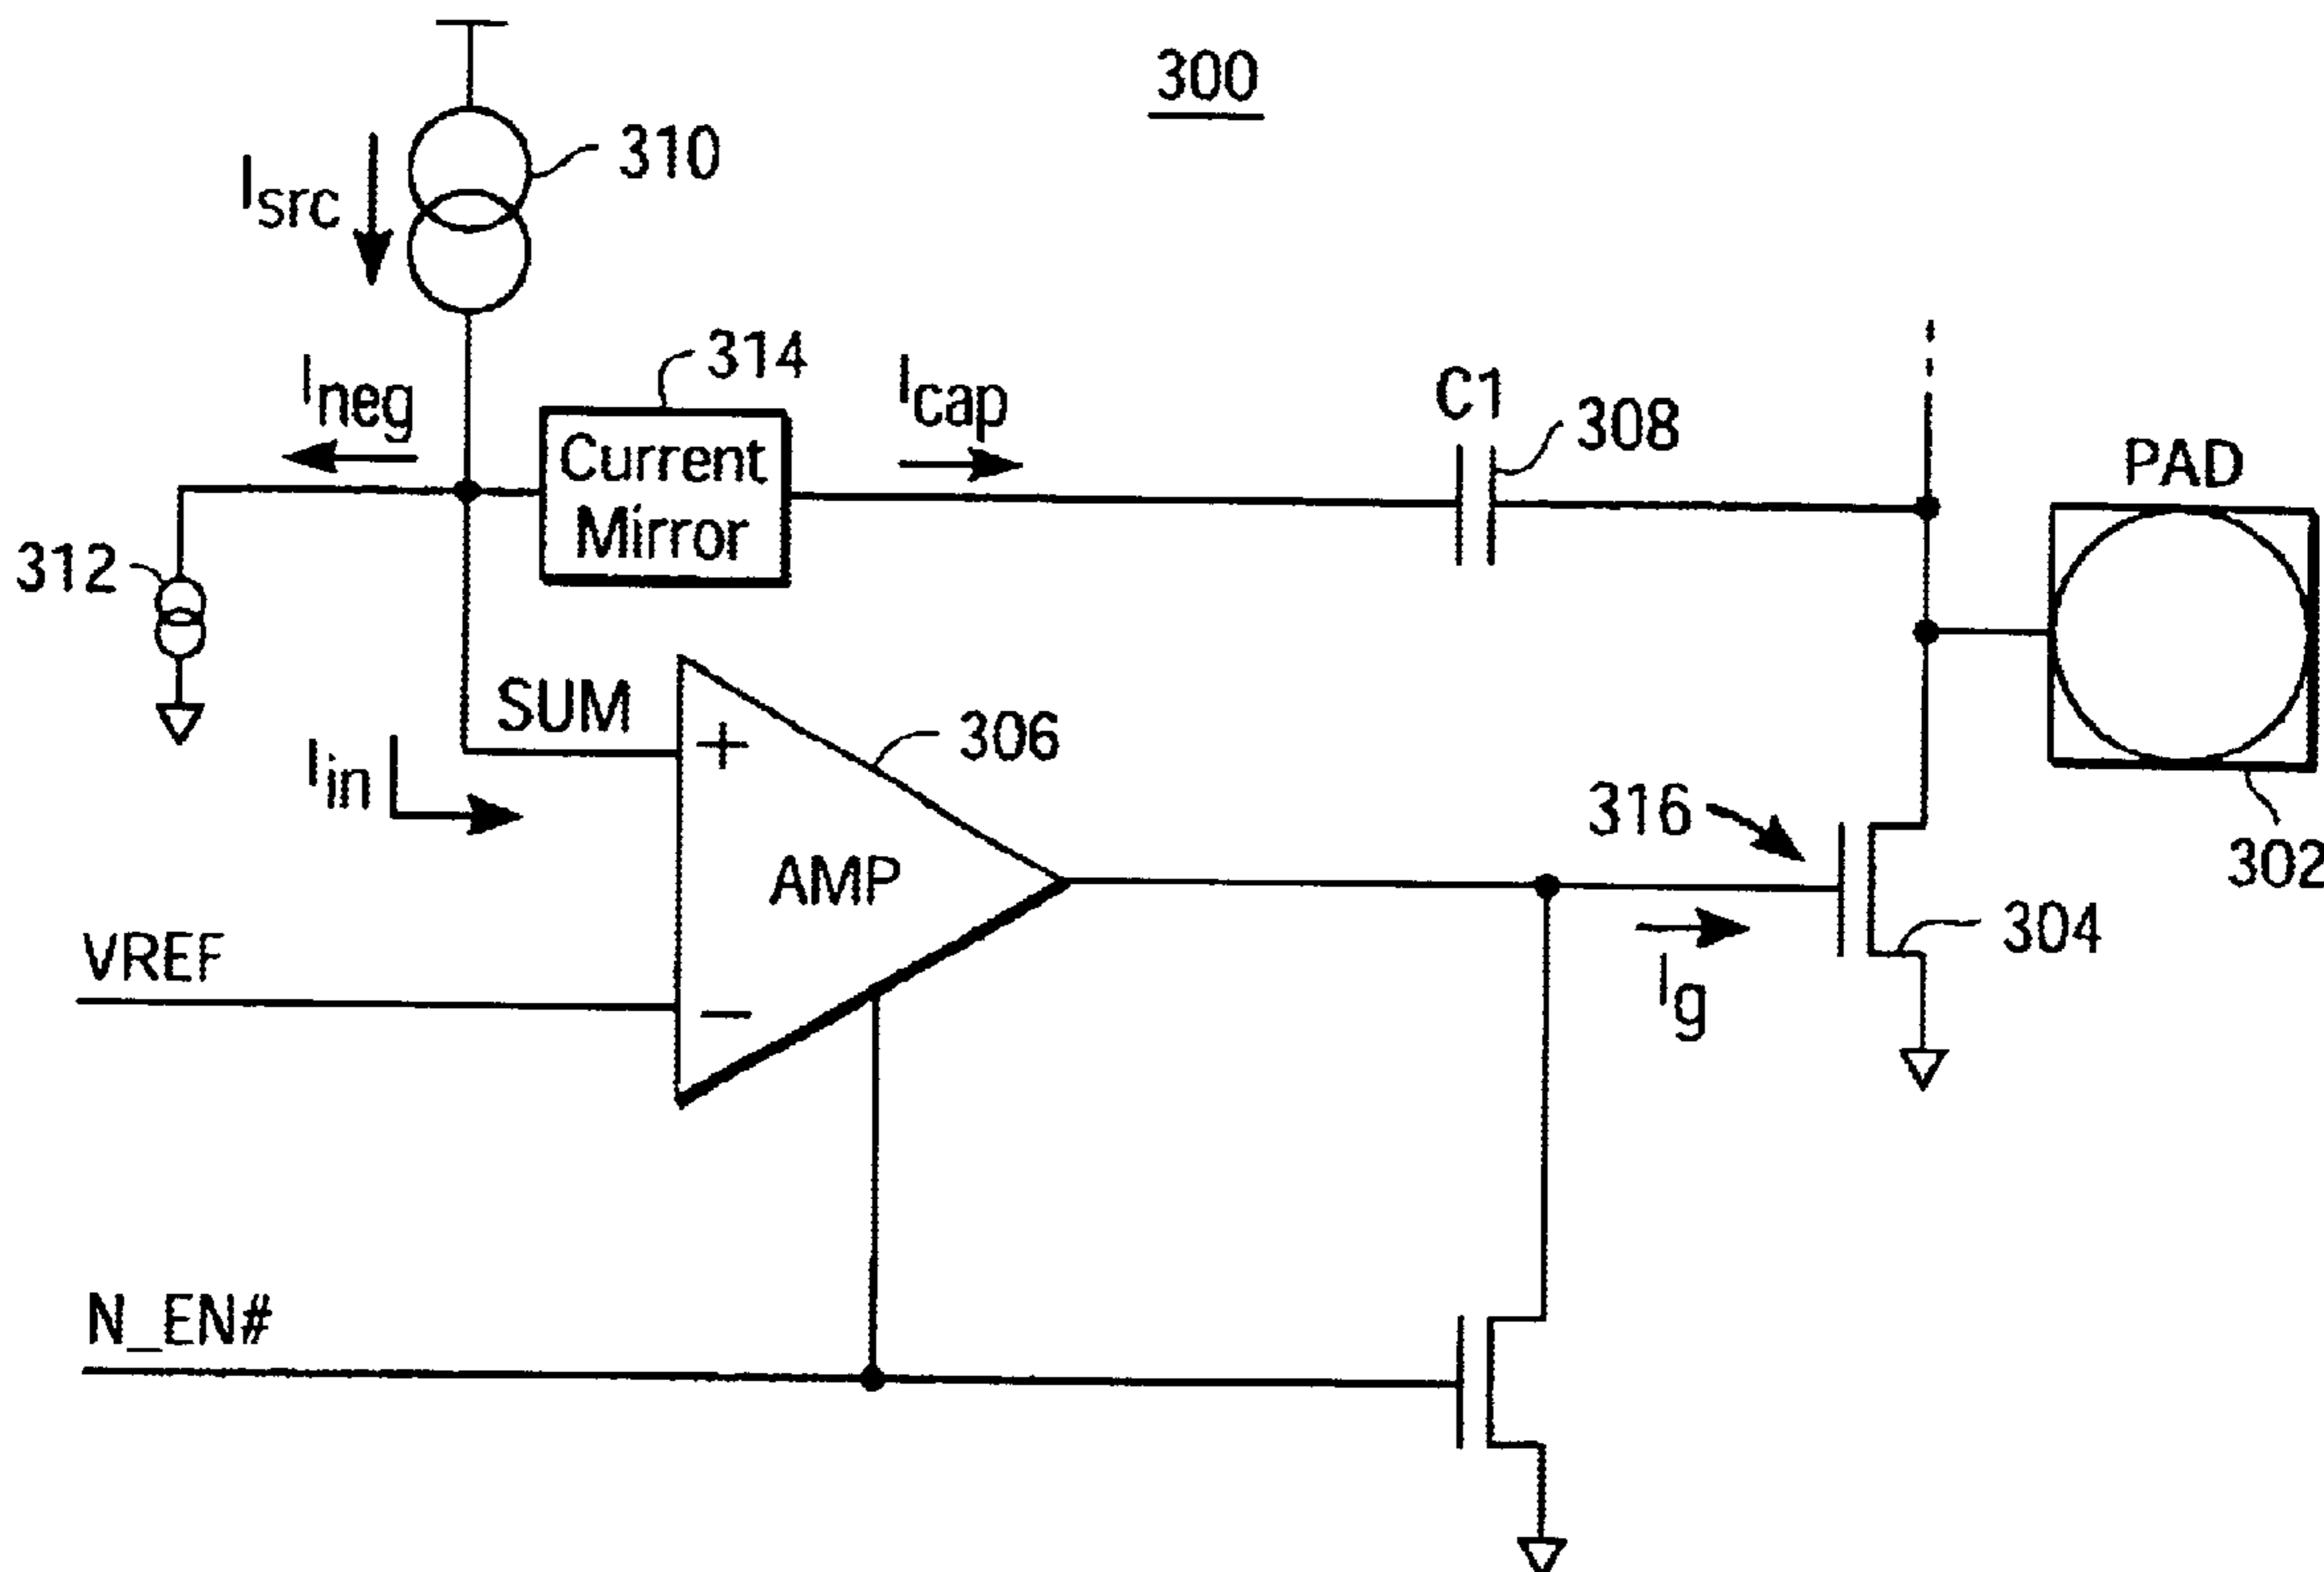 300
310
Isrc
314
Ineg
Icap
C1
308
Current
Mirror
PAD
312
SUM
+
306
Iin
316
AMP
302
304
VREF
Ig
−
N_EN#